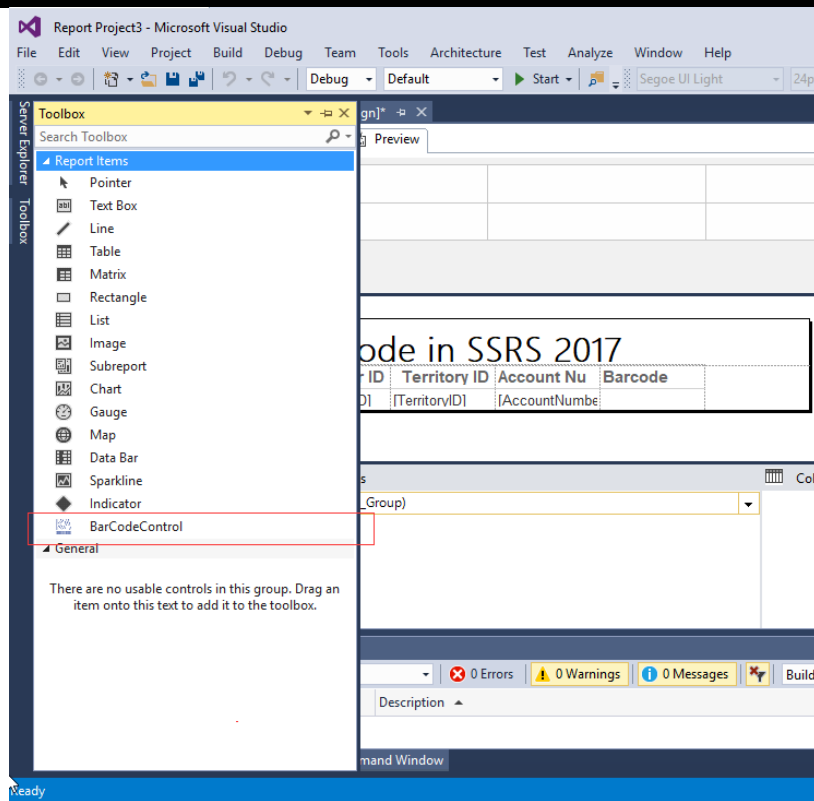 Report Project3 - Microsoft Visual Studio
File Edit View Project Build Debug Team Tools Architecture Test Analyze Window Help
Debug Default Start Segoe UI Light 24p
Server Explorer
Toolbox
Toolbox
gn]*
Search Toolbox
Preview
Report Items
Pointer
Text Box
Line
Table
Matrix
Rectangle
List
Image
Subreport
Chart
Gauge
Map
Data Bar
Sparkline
Indicator
BarCodeControl
General
There are no usable controls in this group. Drag an
item onto this text to add it to the toolbox.
ode in SSRS 2017
r ID Territory ID Account Nu Barcode
D] [TerritoryID] [AccountNumbe
s Col
_Group)
0 Errors 0 Warnings 0 Messages Build
Description
mand Window
Ready